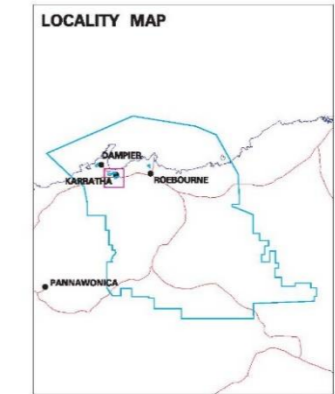 LOCALITY MAP
DAMPIER
KARRATHA
ROEBOURNE
PANNAWONICA